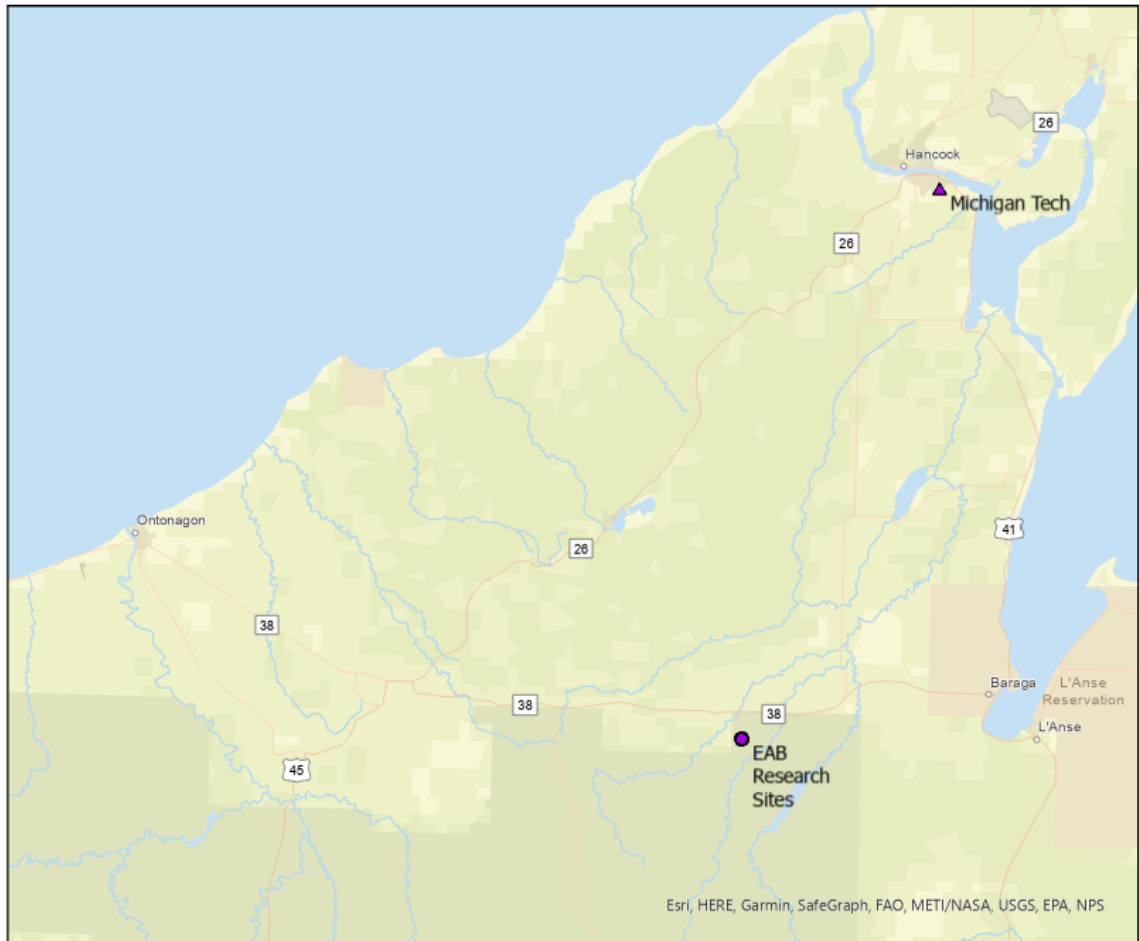 26
Hancock
Michigan Tech
26
Ontonagon
41
26
38
Baraga
L'Anse
Reservation
38
38
L'Anse
EAB
Research
Sites
45
Esri, HERE, Garmin, SafeGraph, FAO, METI/NASA, USGS, EPA, NPS